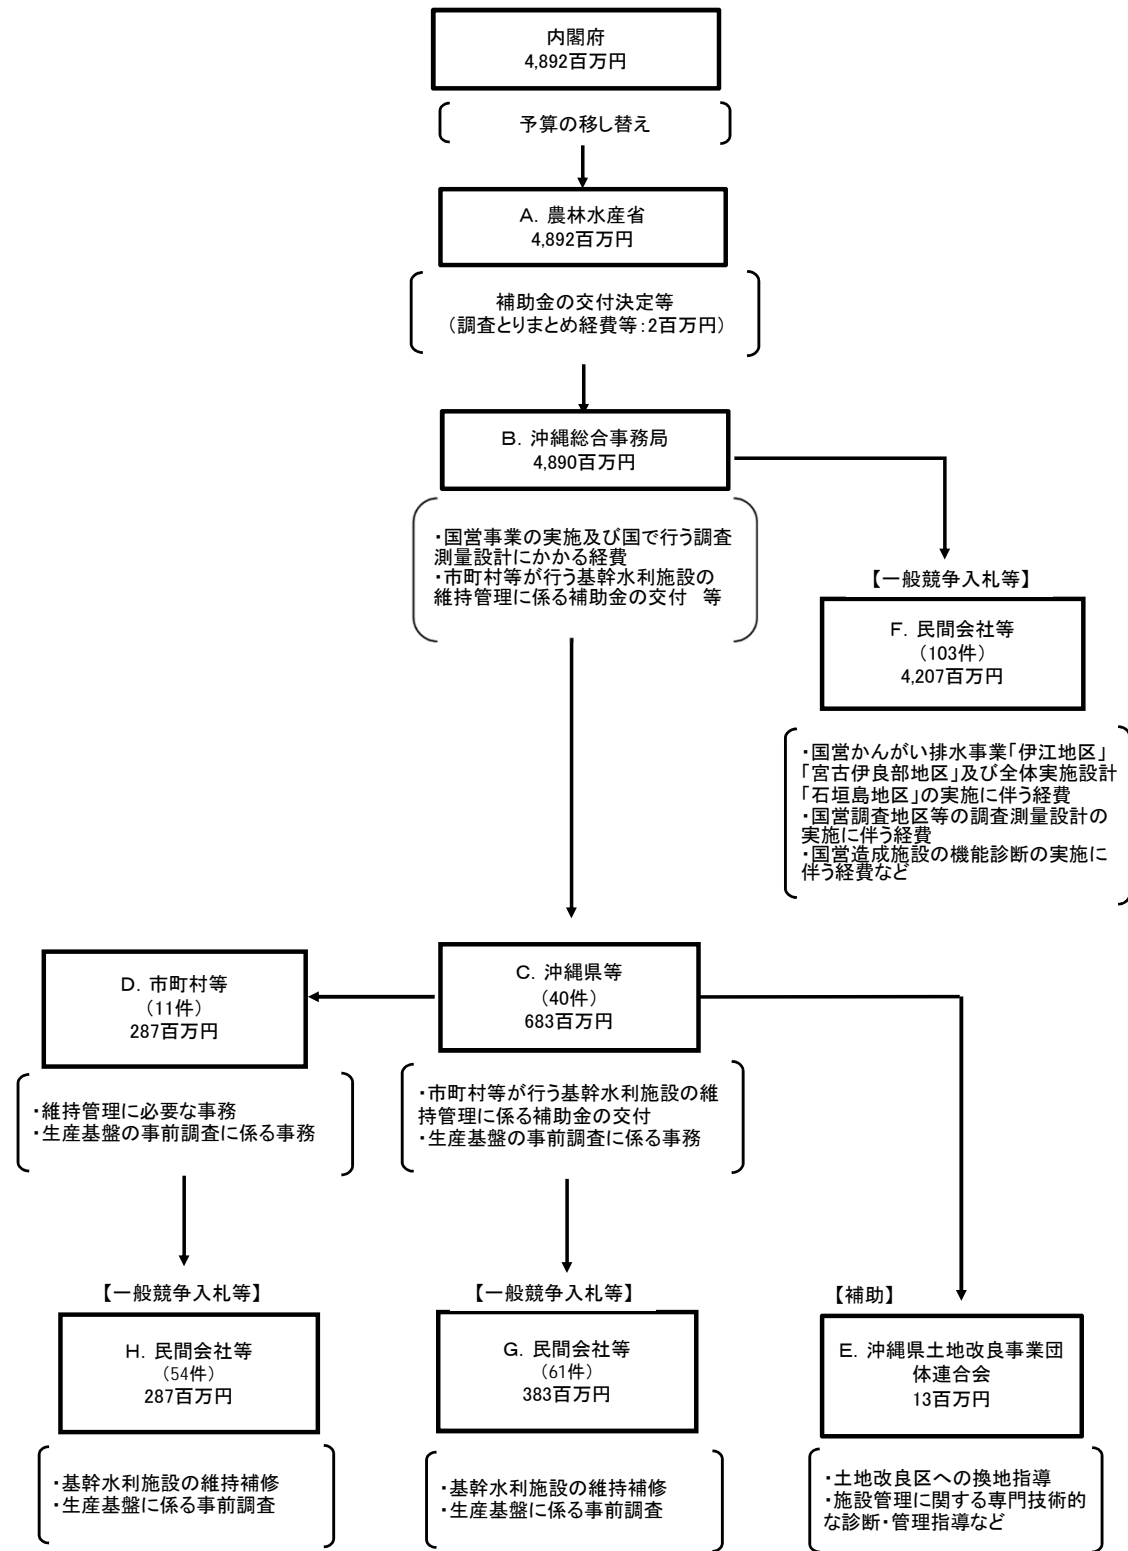 内閣府
4,892百万円
予算の移し替え
A．農林水産省
4,892百万円
補助金の交付決定等
（調査とりまとめ経費等：2百万円）
B．沖縄総合事務局
4,890百万円
・国営事業の実施及び国で行う調査
測量設計にかかる経費
・市町村等が行う基幹水利施設の
維持管理に係る補助金の交付　等
【一般競争入札等】
F．民間会社等
（103件）
4,207百万円
・国営かんがい排水事業「伊江地区」
「宮古伊良部地区」及び全体実施設計
「石垣島地区」の実施に伴う経費
・国営調査地区等の調査測量設計の
実施に伴う経費
・国営造成施設の機能診断の実施に
伴う経費など
D．市町村等
（11件）
287百万円
C．沖縄県等
（40件）
683百万円
・維持管理に必要な事務
・生産基盤の事前調査に係る事務
・市町村等が行う基幹水利施設の維
持管理に係る補助金の交付
・生産基盤の事前調査に係る事務
【一般競争入札等】
H．民間会社等
（54件）
287百万円
【一般競争入札等】
G．民間会社等
（61件）
383百万円
【補助】
E．沖縄県土地改良事業団
体連合会
13百万円
・基幹水利施設の維持補修
・生産基盤に係る事前調査
・基幹水利施設の維持補修
・生産基盤に係る事前調査
・土地改良区への換地指導
・施設管理に関する専門技術的
な診断・管理指導など